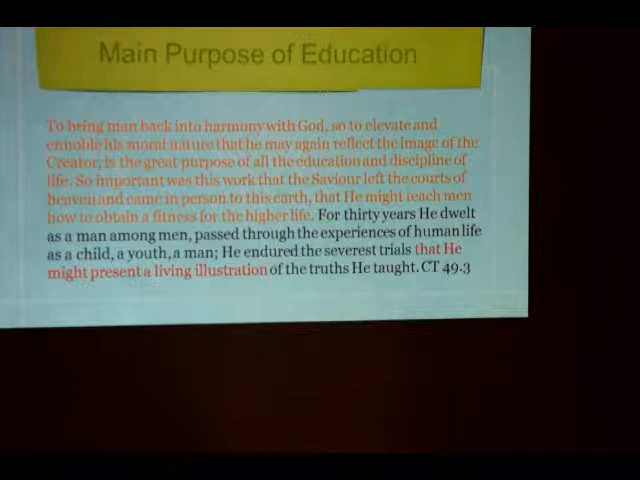 Main Purpose of Education
To bring man back into harmony with God, so to elevate and
ennoble his moral nature that he may again reflect the image of the
Creator, is the great purpose of all the education and discipline of
life. So important was this work that the Saviour left the courts of
heaven and came in person to this earth, that He might teach men
how to obtain a fitness for the higher life. For thirty years He dwelt
as a man among men, passed through the experiences of human life
as a child, a youth, a man; He endured the severest trials that He
might present a living illustration of the truths He taught. CT 49.3